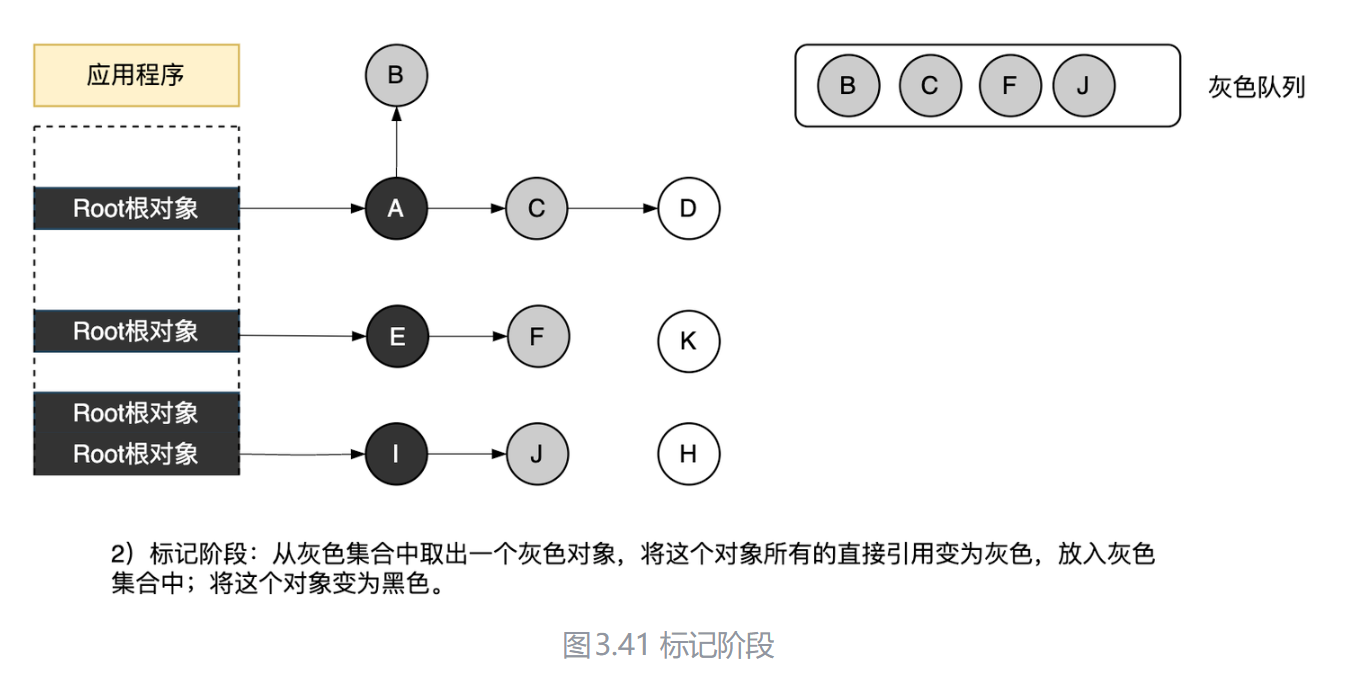 应用程序
B
B
C
F
J
灰色队列
Root根对象
A
C
D
Root根对象
E
F
K
Root根对象
Root根对象
I
J
H
2）标记阶段：从灰色集合中取出一个灰色对象，将这个对象所有的直接引用变为灰色，放入灰色
集合中；将这个对象变为黑色。
图3.41 标记阶段